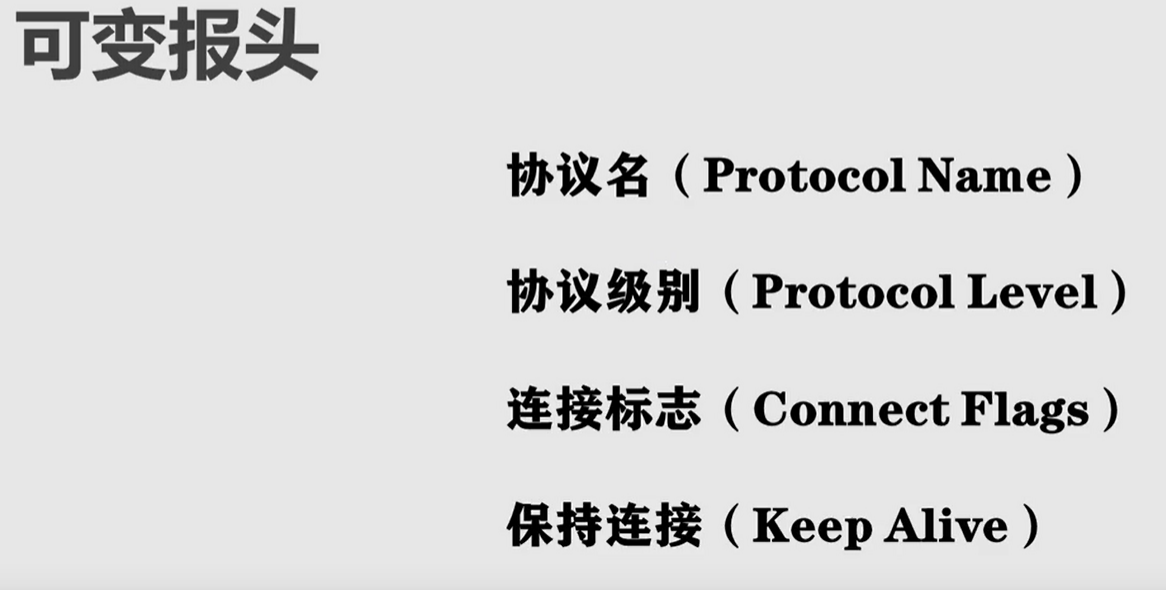 可变报头
协议名（Protocol Name）
协议级别（Protocol Level）
连接标志（Connect Flags）
保持连接（Keep Alive）